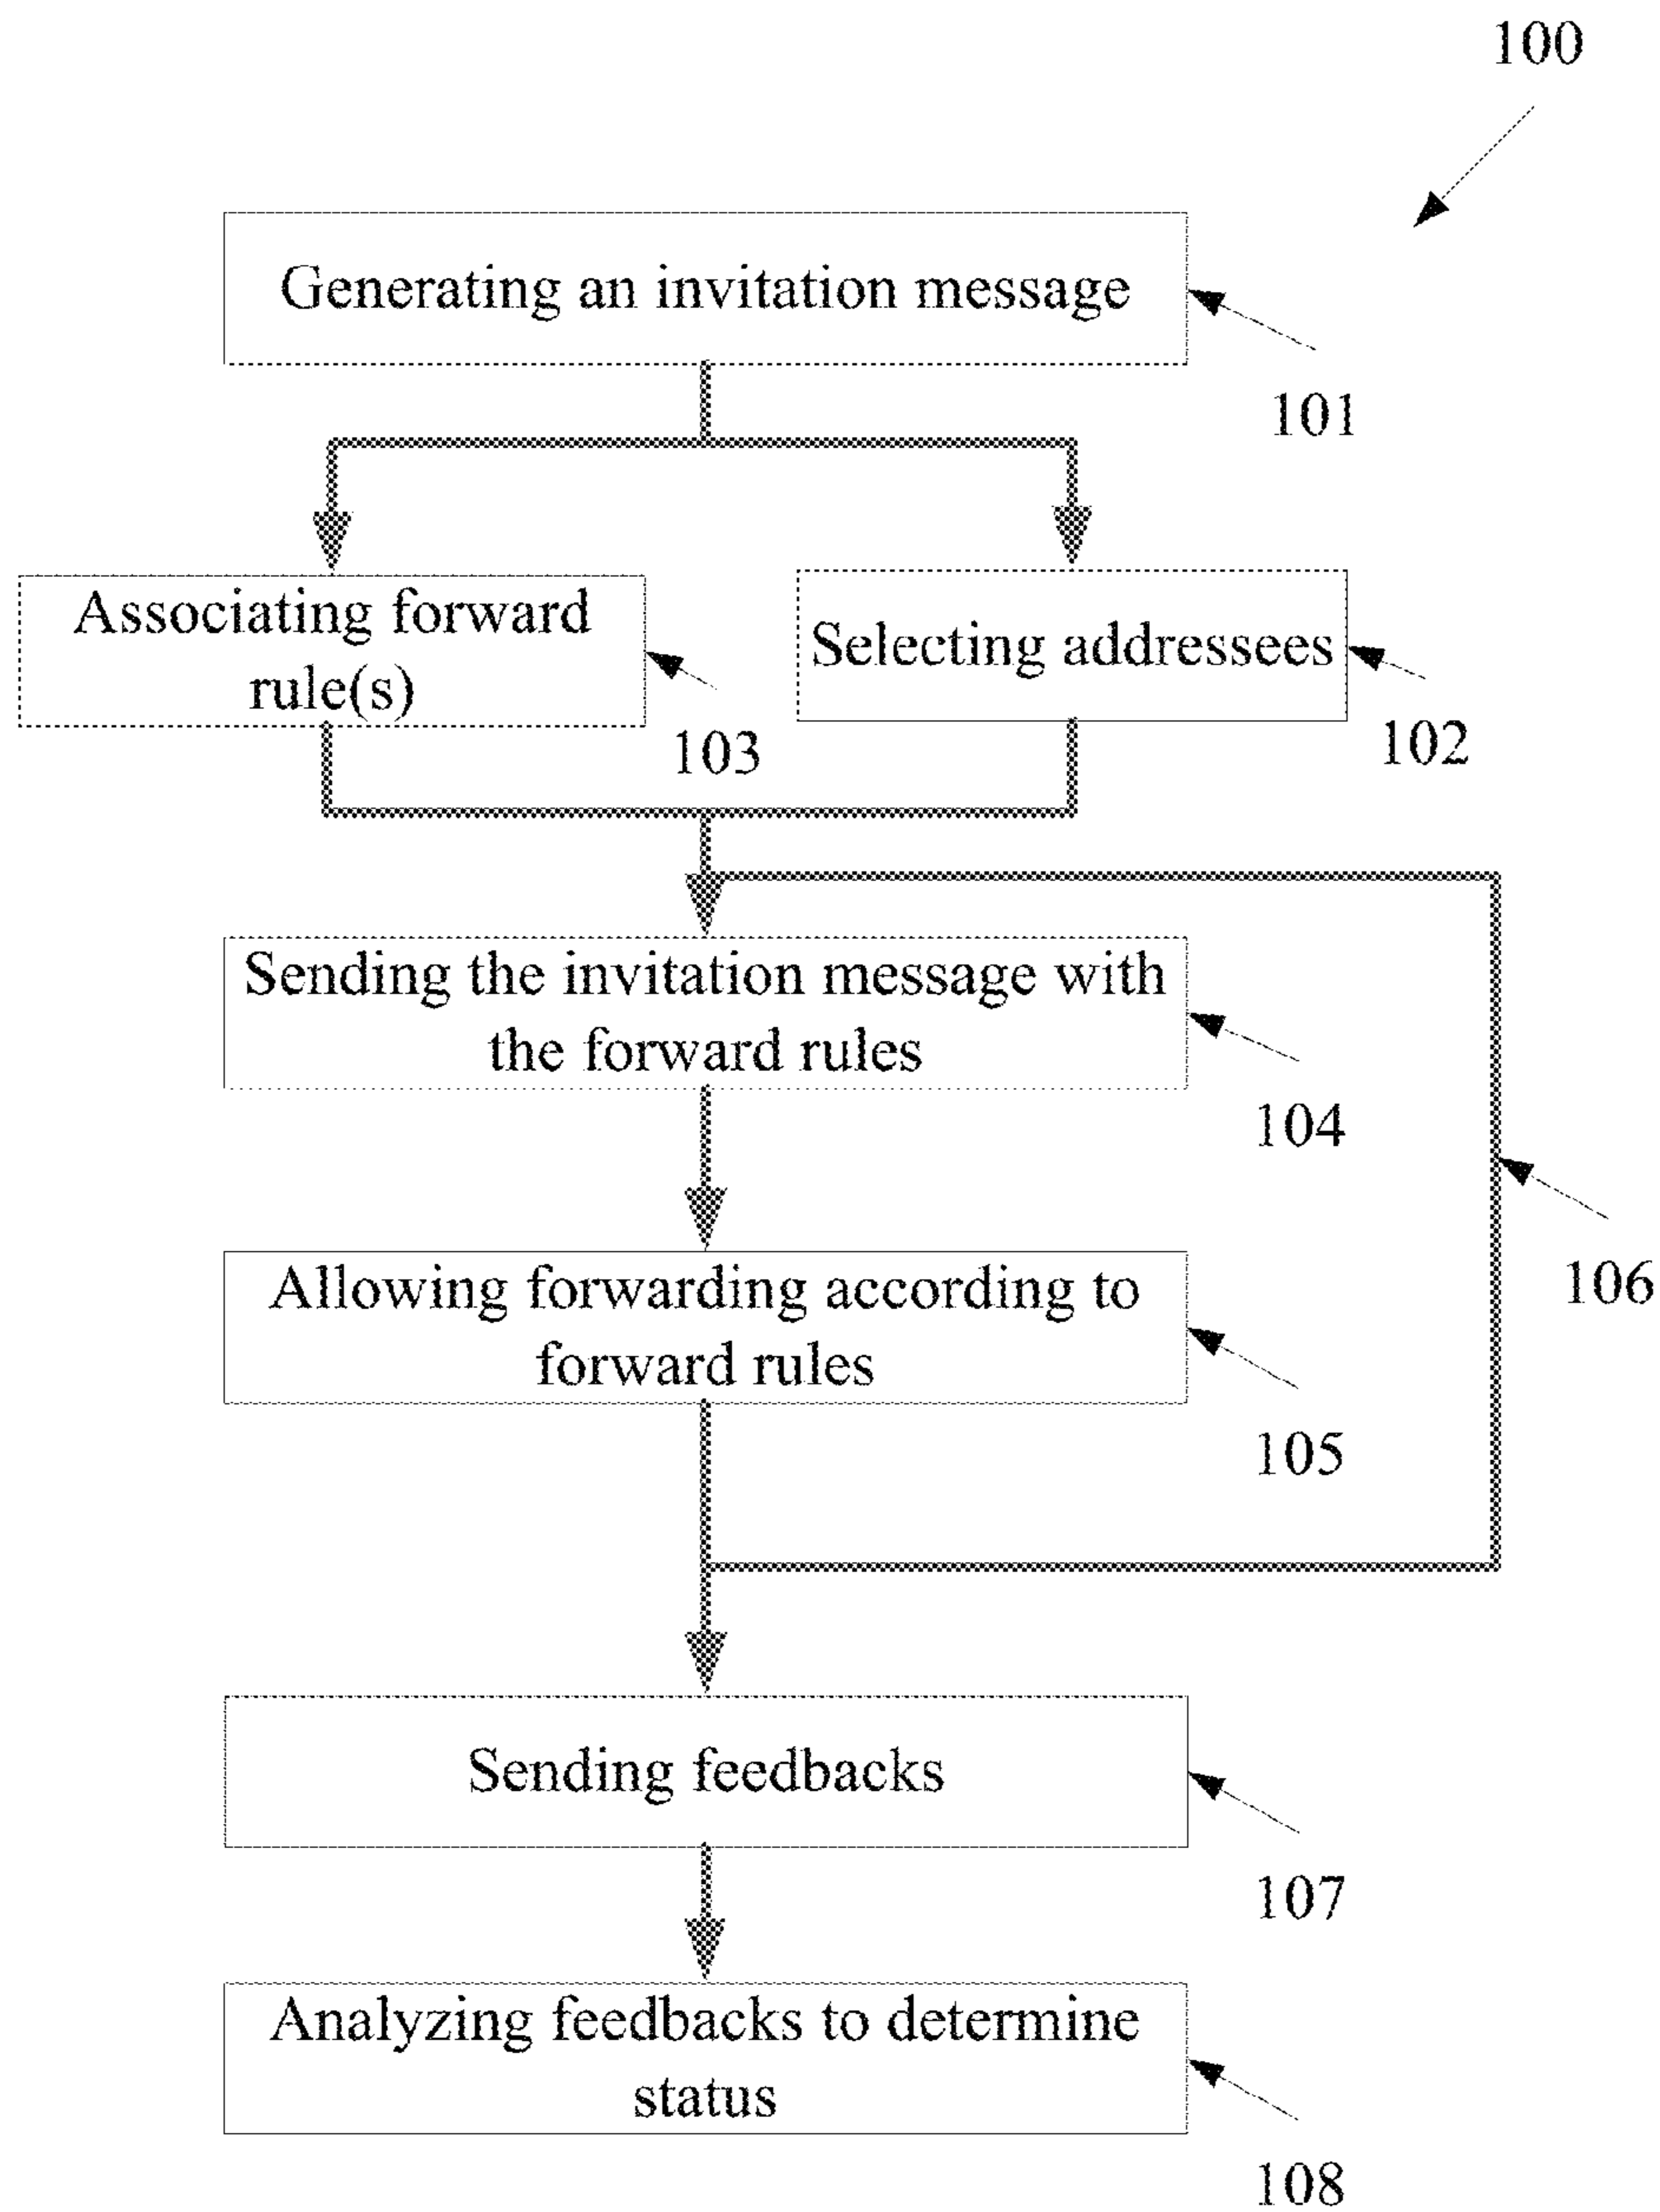 100
Generating an invitation message
101
Associating forward
rule(s)
103
Selecting addressees
102
Sending the invitation message with
the forward rules
104
106
Allowing forwarding according to
forward rules
105
Sending feedbacks
107
Analyzing feedbacks to determine
status
108